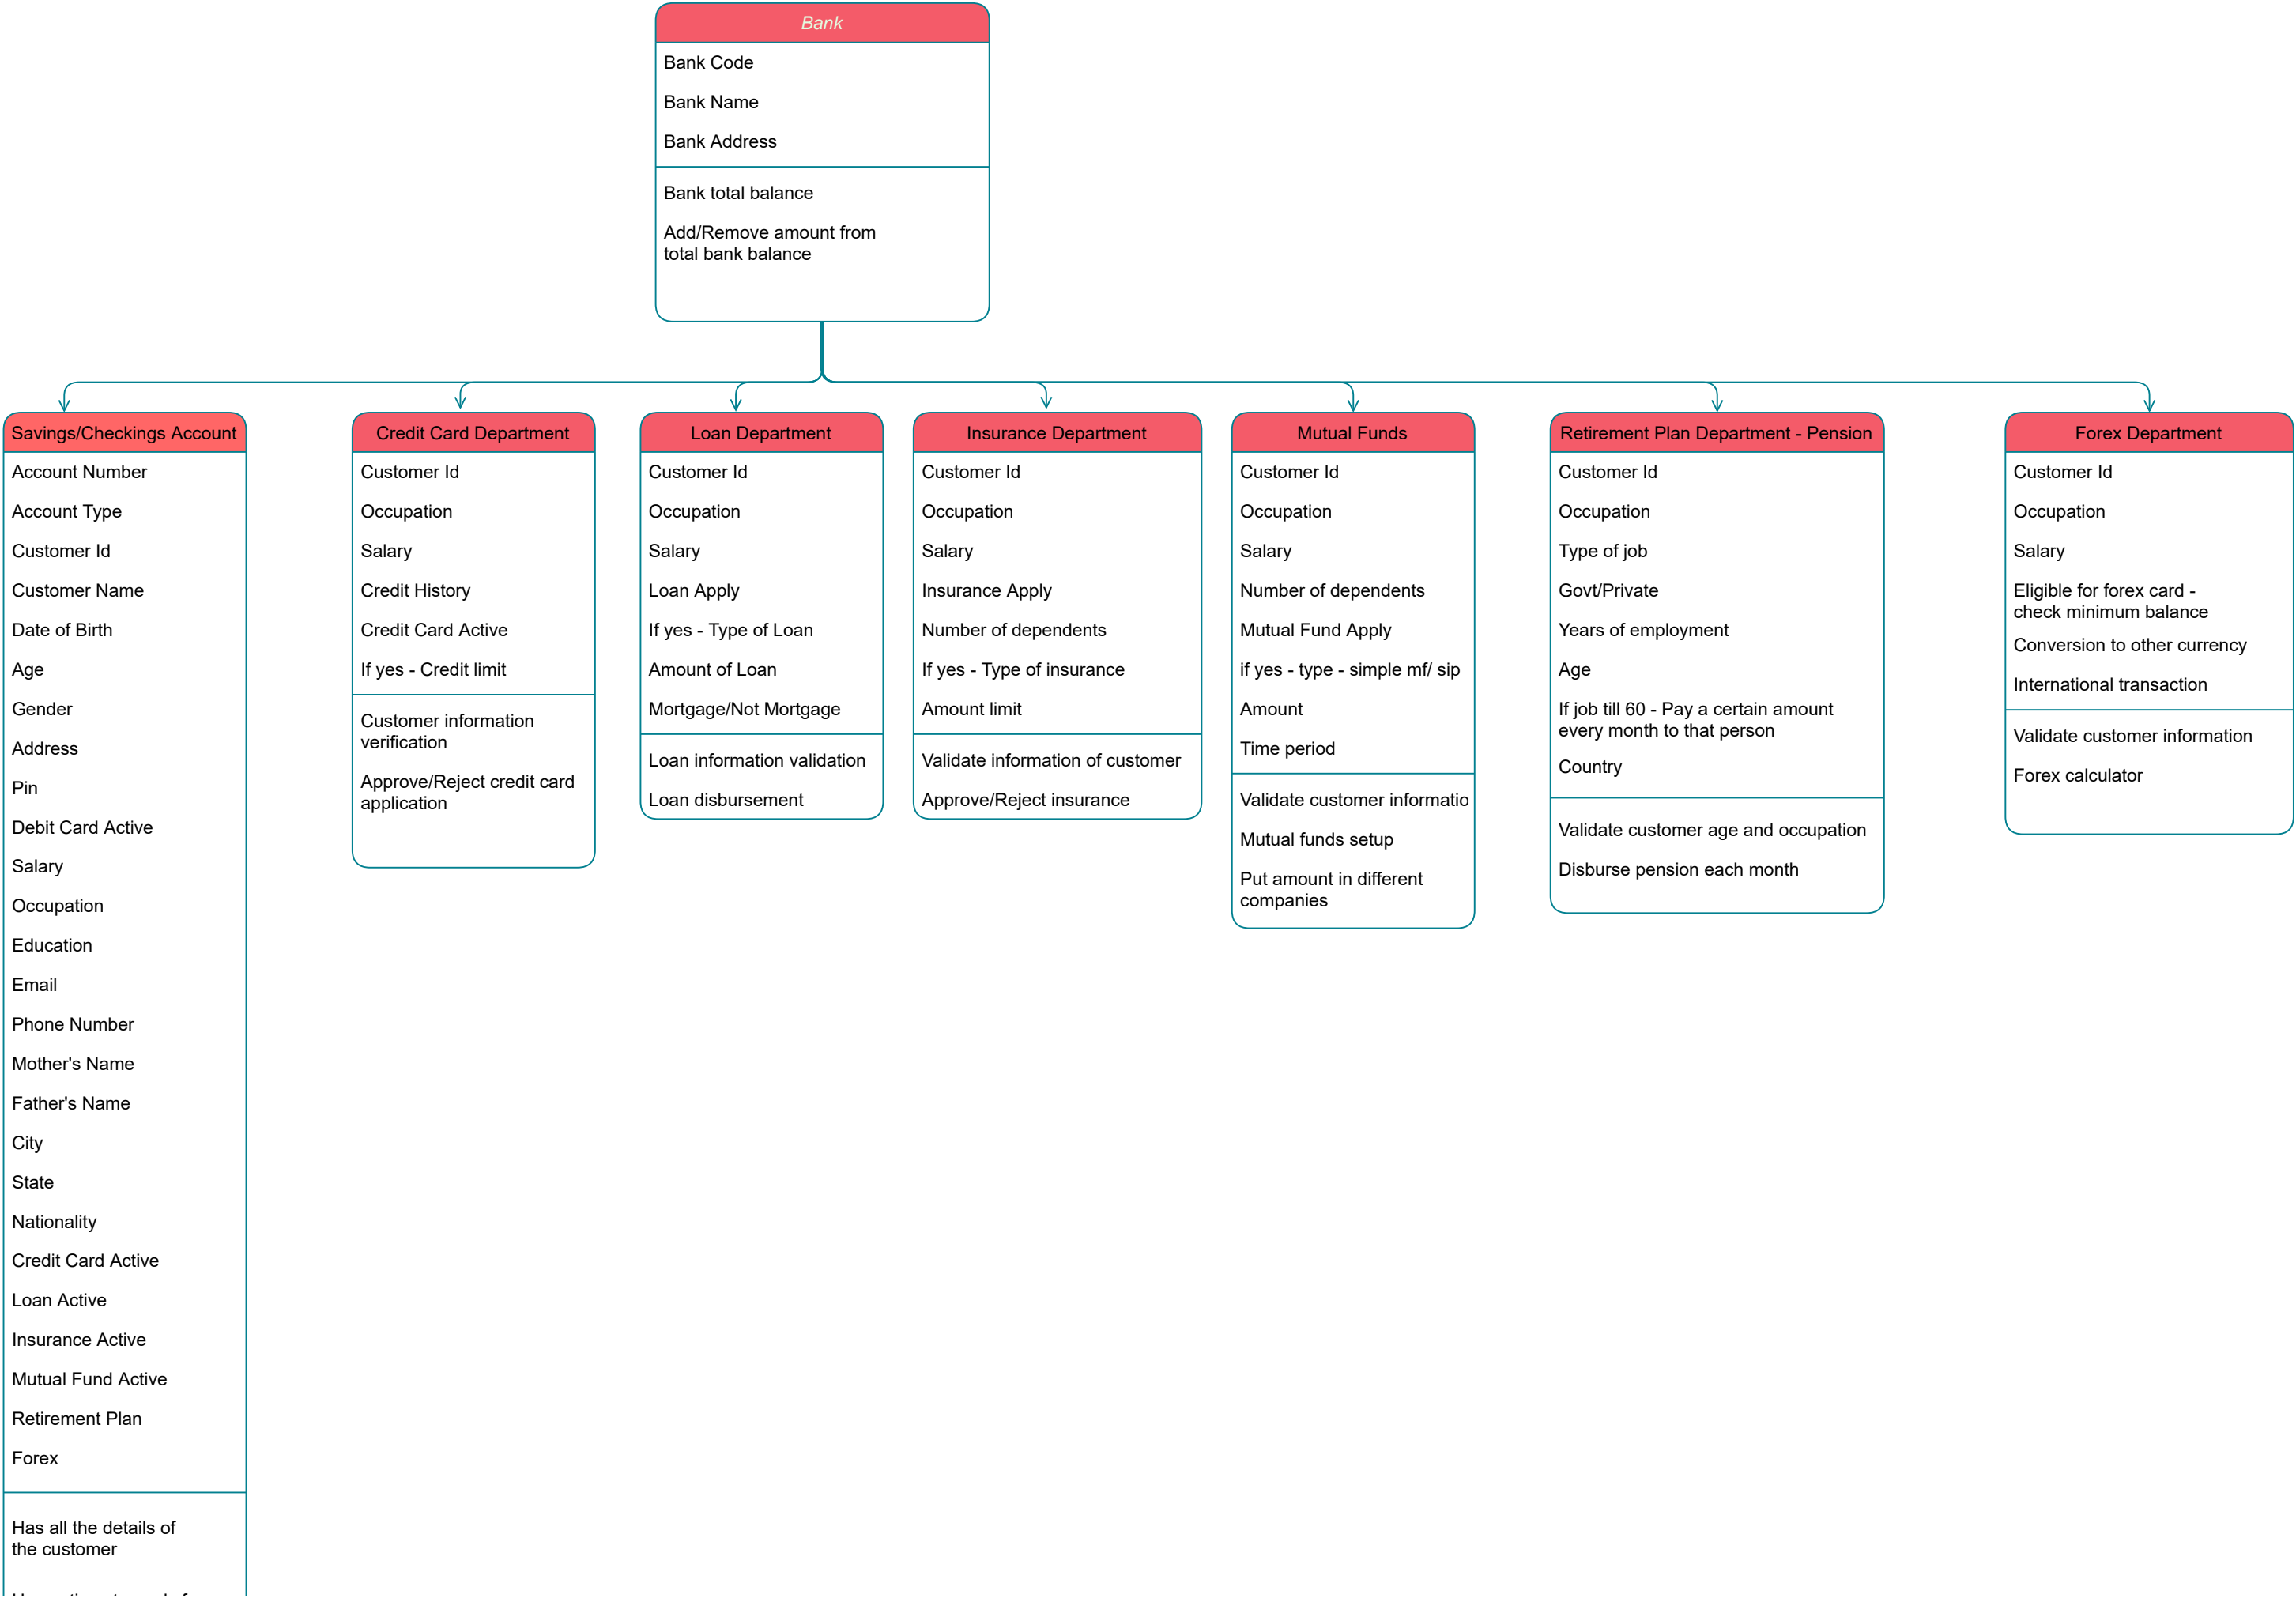 Bank
Bank Code
Bank Name
Bank Address
Bank total balance
Add/Remove amount from
total bank balance
Savings/Checkings Account
Account Number
Account Type
Customer Id
Customer Name
Date of Birth
Age
Gender
Address
Pin
Debit Card Active
Salary
Occupation
Education
Email
Phone Number
Mother's Name
Father's Name
City
State
Nationality
Credit Card Active
Loan Active
Insurance Active
Mutual Fund Active
Retirement Plan
Forex
Has all the details of
the customer
Credit Card Department
Customer Id
Occupation
Salary
Credit History
Credit Card Active
If yes - Credit limit
Customer information
verification
Approve/Reject credit card
application
Loan Department
Customer Id
Occupation
Salary
Loan Apply
If yes - Type of Loan
Amount of Loan
Mortgage/Not Mortgage
Loan information validation
Loan disbursement
Insurance Department
Customer Id
Occupation
Salary
Insurance Apply
Number of dependents
If yes - Type of insurance
Amount limit
Validate information of customer
Approve/Reject insurance
Mutual Funds
Customer Id
Occupation
Salary
Number of dependents
Mutual Fund Apply
if yes - type - simple mf/ sip
Amount
Time period
Validate customer informatio
Mutual funds setup
Put amount in different
companies
Retirement Plan Department - Pension
Customer Id
Occupation
Type of job
Govt/Private
Years of employment
Age
If job till 60 - Pay a certain amount
every month to that person
Country
Validate customer age and occupation
Disburse pension each month
Forex Department
Customer Id
Occupation
Salary
Eligible for forex card -
check minimum balance
Conversion to other currency
International transaction
Validate customer information
Forex calculator